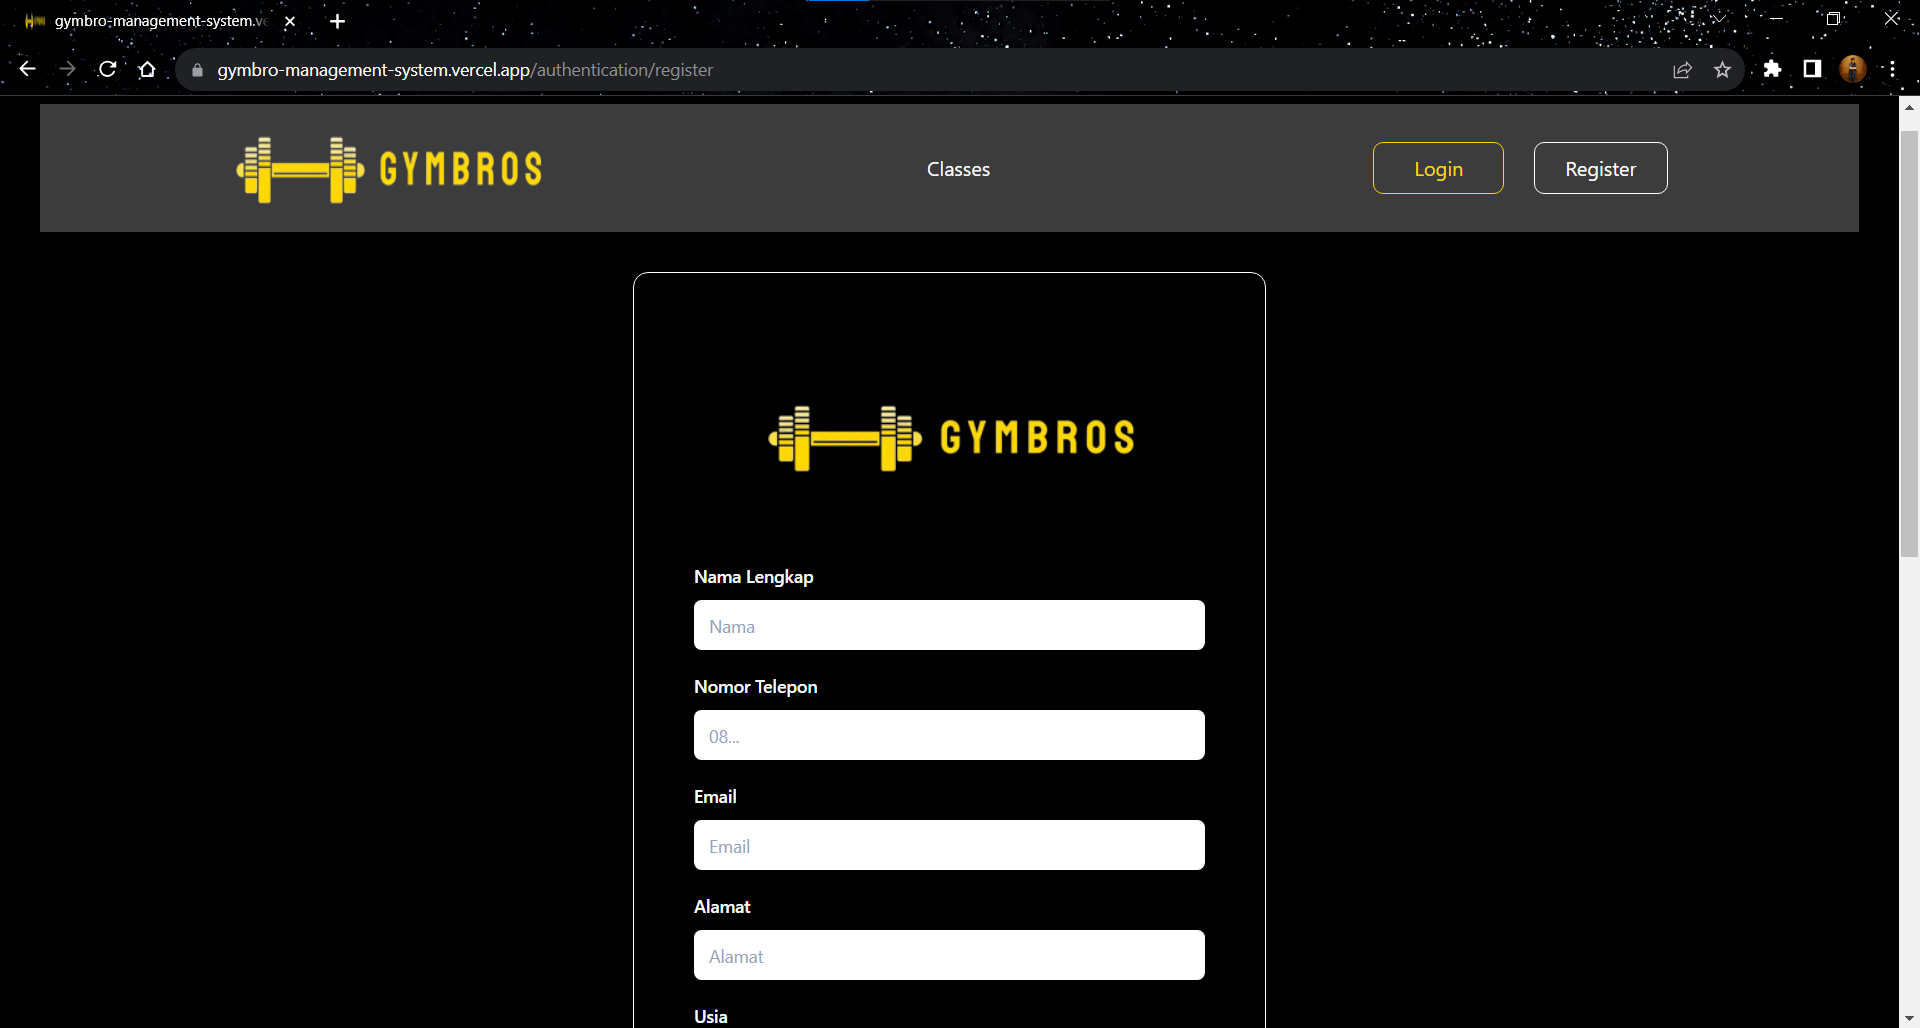 gymbro-management-system.ve
gymbro-management-system.vercel.app/authentication/register
GYMBROS
Classes
Login
Register
GYMBROS
Nama Lengkap
Nama
Nomor Telepon
08...
Email
Email
Alamat
Alamat
Usia